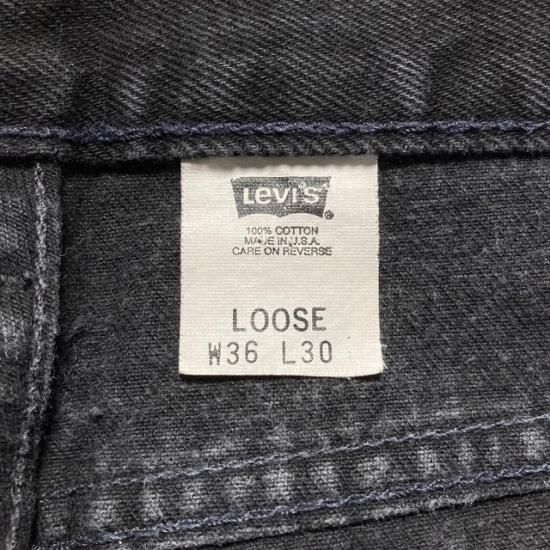 Levi's®
100% COTTON
MADE IN U.S.A.
CARE ON REVERSE
LOOSE
W36 L30